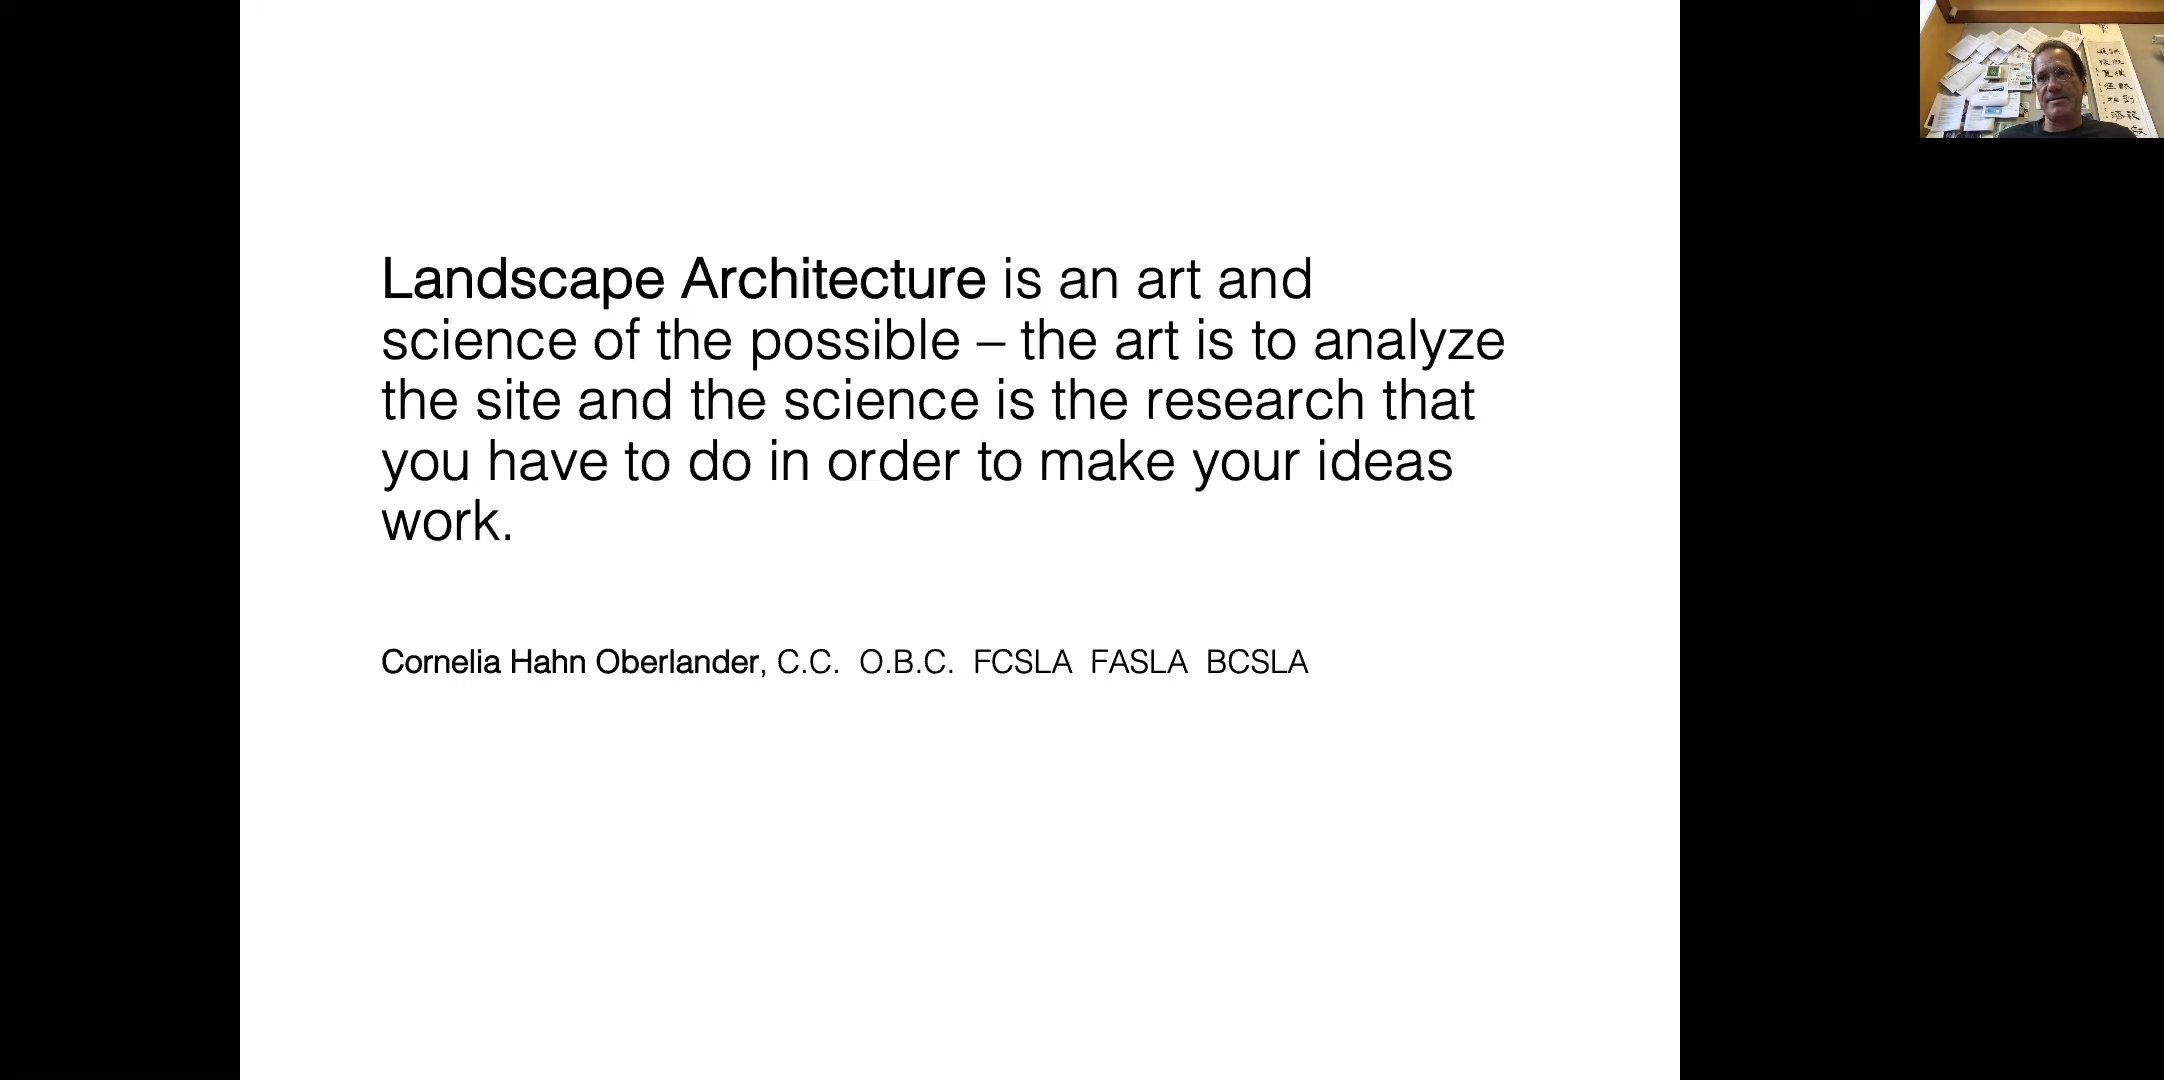 Landscape Architecture is an art and
science of the possible – the art is to analyze
the site and the science is the research that
you have to do in order to make your ideas
work.
Cornelia Hahn Oberlander, C.C.  O.B.C.  FCSLA  FASLA  BCSLA